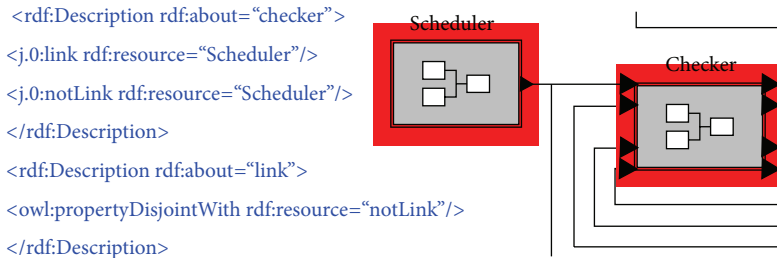 <rdf:Description rdf:about=“checker”>
<j.0:link rdf:resource=“Scheduler”/>
<j.0:notLink rdf:resource=“Scheduler”/>
</rdf:Description>
<rdf:Description rdf:about=“link”>
<owl:propertyDisjointWith rdf:resource=“notLink”/>
</rdf:Description>
Scheduler
Checker